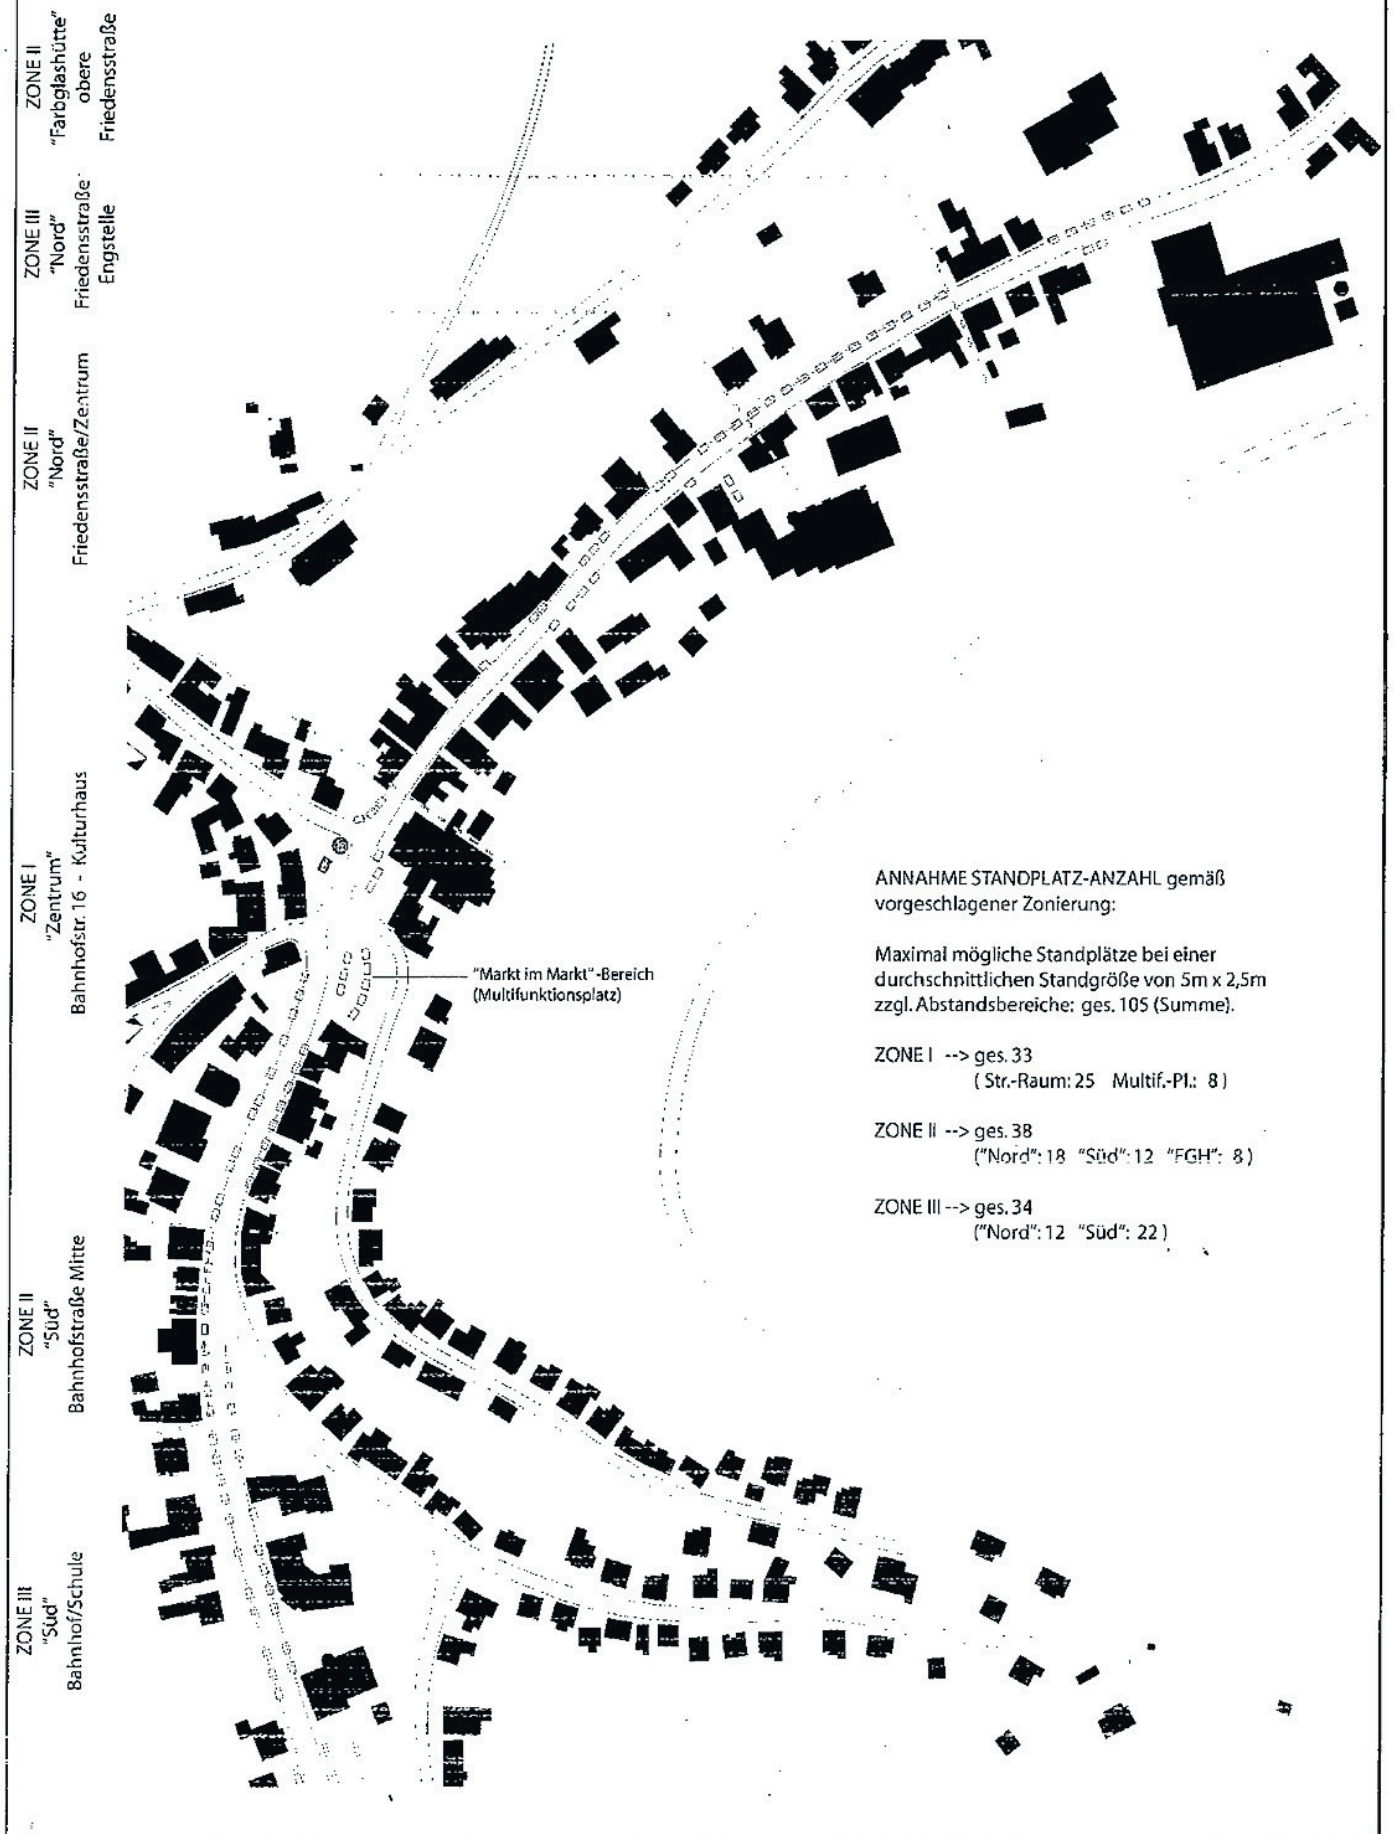 ZONE II
"Farbglashütte"
obere
Friedensstraße
ZONE III
"Nord"
Friedensstraße
Engstelle
ZONE II
"Nord"
Friedensstraße/Zentrum
ZONE I
"Zentrum"
Bahnhofstr. 16 - Kulturhaus
ZONE II
"Süd"
Bahnhofstraße Mitte
ZONE III
"Süd"
Bahnhof/Schule
"Markt im Markt"-Bereich
(Multifunktionsplatz)
ANNAHME STANDPLATZ-ANZAHL gemäß
vorgeschlagener Zonierung:
Maximal mögliche Standplätze bei einer
durchschnittlichen Standgröße von 5m x 2,5m
zzgl. Abstandsbereiche: ges. 105 (Summe).
ZONE I --> ges. 33
( Str.-Raum: 25 Multif.-Pl.: 8 )
ZONE II --> ges. 38
("Nord": 18 "Süd": 12 "FGH": 8 )
ZONE III --> ges. 34
("Nord": 12 "Süd": 22 )